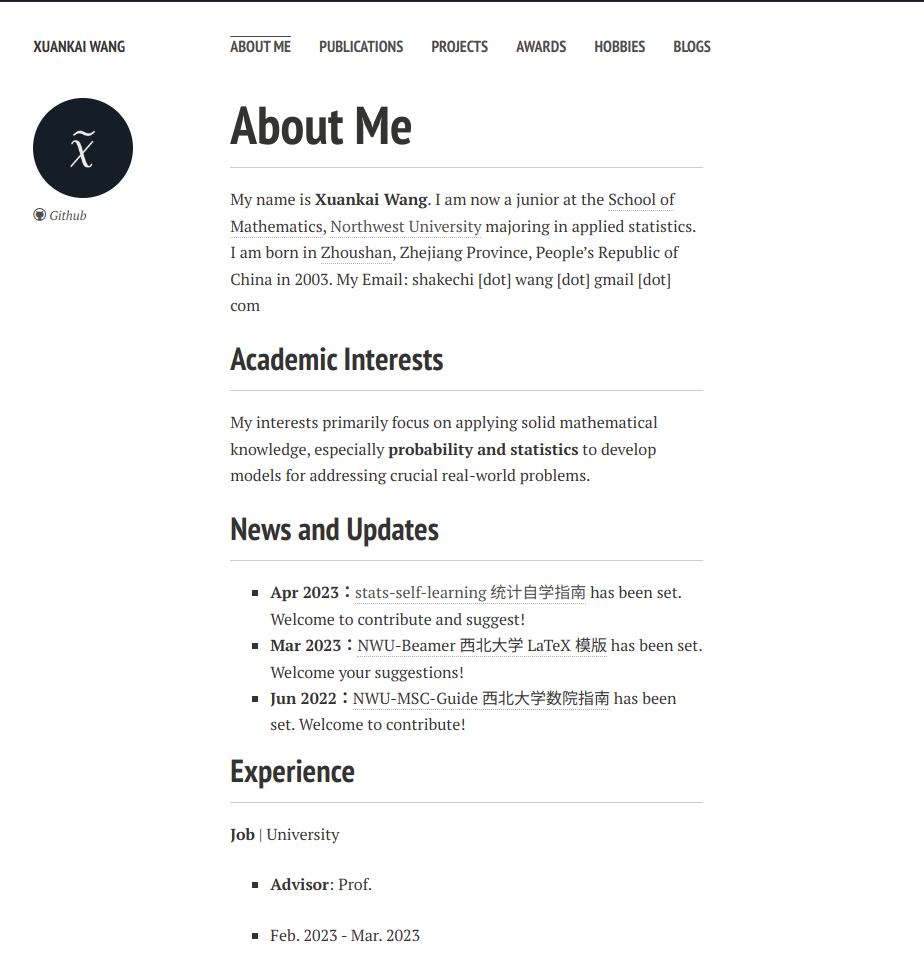 XUANKAI WANG
ABOUT ME PUBLICATIONS PROJECTS AWARDS HOBBIES BLOGS
χ̃
Github
About Me
My name is Xuankai Wang. I am now a junior at the School of
Mathematics, Northwest University majoring in applied statistics.
I am born in Zhoushan, Zhejiang Province, People’s Republic of
China in 2003. My Email: shakechi [dot] wang [dot] gmail [dot]
com
Academic Interests
My interests primarily focus on applying solid mathematical
knowledge, especially probability and statistics to develop
models for addressing crucial real-world problems.
News and Updates
Apr 2023：stats-self-learning 统计自学指南 has been set.
Welcome to contribute and suggest!
Mar 2023：NWU-Beamer 西北大学 LaTeX 模版 has been set.
Welcome your suggestions!
Jun 2022：NWU-MSC-Guide 西北大学数院指南 has been
set. Welcome to contribute!
Experience
Job | University
Advisor: Prof.
Feb. 2023 - Mar. 2023